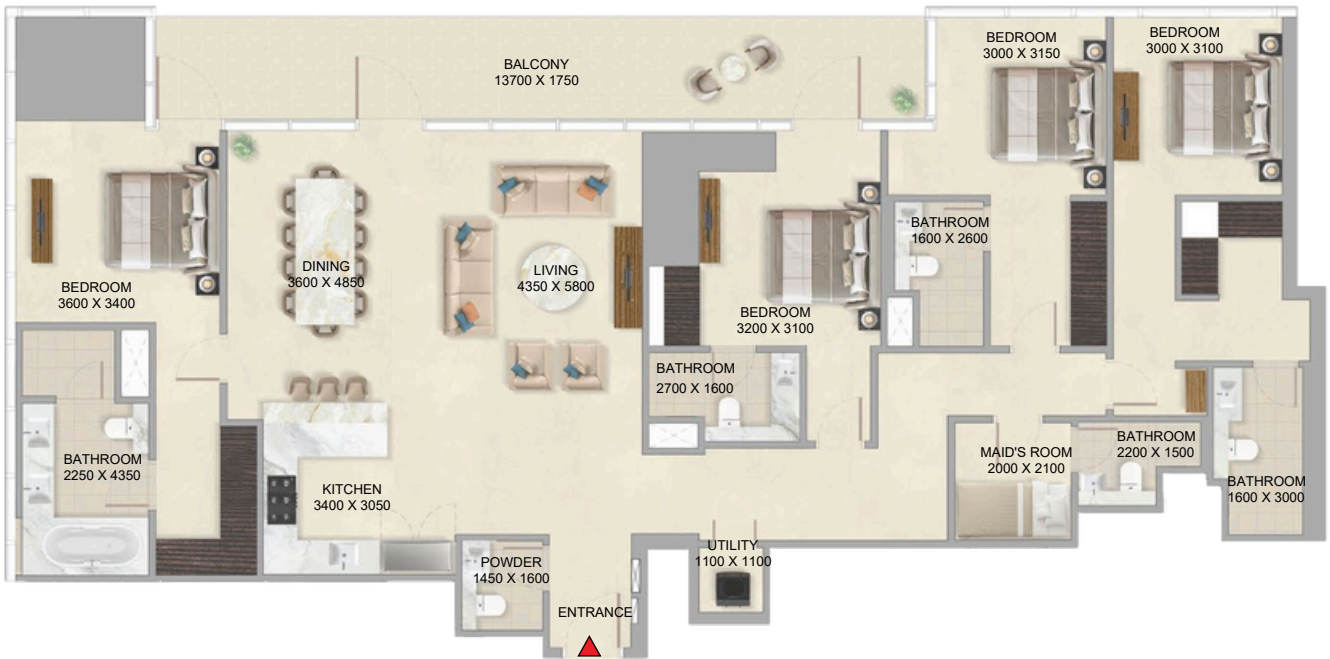 BALCONY
13700 X 1750
BEDROOM
3000 X 3150
BEDROOM
3000 X 3100
BEDROOM
3600 X 3400
DINING
3600 X 4850
LIVING
4350 X 5800
BEDROOM
3200 X 3100
BATHROOM
1600 X 2600
BATHROOM
2700 X 1600
BATHROOM
2250 X 4350
KITCHEN
3400 X 3050
MAID'S ROOM
2000 X 2100
BATHROOM
2200 X 1500
BATHROOM
1600 X 3000
POWDER
1450 X 1600
UTILITY
1100 X 1100
ENTRANCE